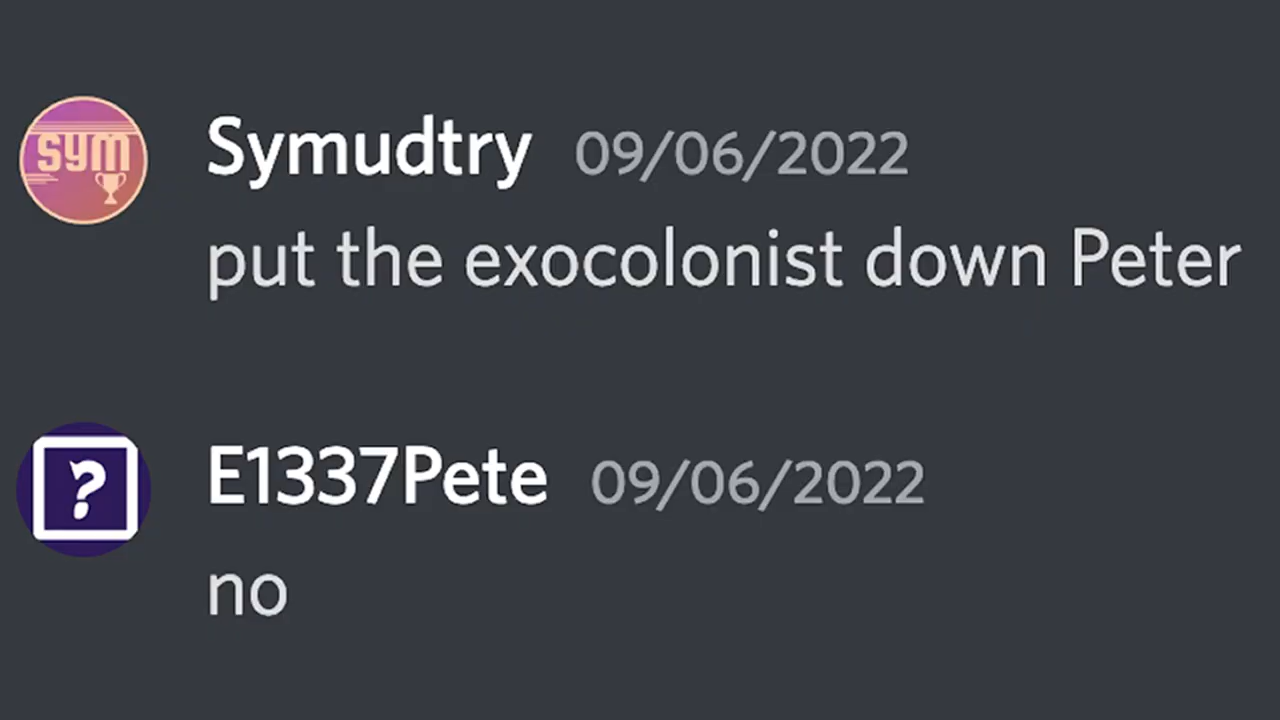 SYM
Symudtry 09/06/2022
put the exocolonist down Peter
?
E1337Pete 09/06/2022
no